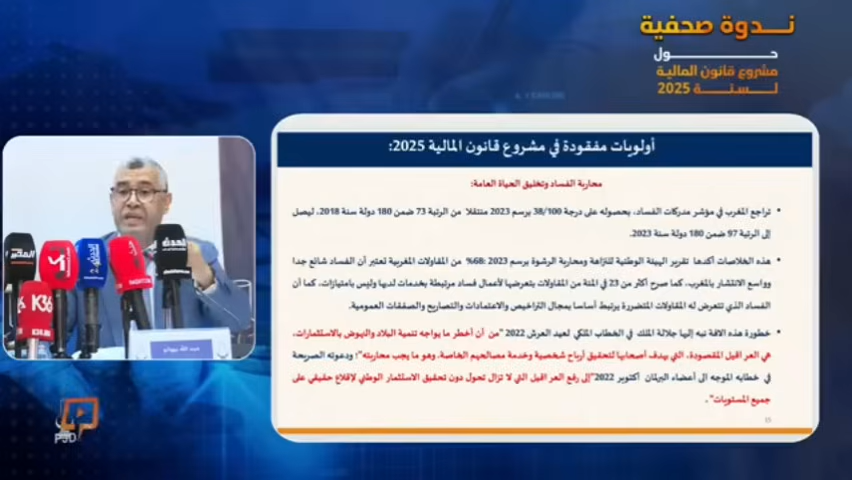 ندوة صحفية
حول
مشروع قانون المالية
لسنة 2025
أولويات مفقودة في مشروع قانون المالية 2025:
محاربة الفساد وتخليق الحياة العامة:
• تراجع المغرب في مؤشر مدركات الفساد، بحصوله على درجة 38/100 برسم 2023 منتقلا من الرتبة 73 ضمن 180 دولة سنة 2018، ليصل
إلى الرتبة 97 ضمن 180 دولة سنة 2023.
• هذه الخلاصات أكدها تقرير الهيئة الوطنية للنزاهة ومحاربة الرشوة برسم 2023 :68% من المقاولات المغربية تعتبر أن الفساد شائع جدا
وواسع الانتشار بالمغرب، كما صرح أكثر من 23 في المئة من المقاولات بتعرضها لأعمال فساد مرتبطة بخدمات لديها وليس بامتيازات، كما أن
الفساد الذي تتعرض له المقاولات المتضررة يرتبط أساسا بمجال التراخيص والاعتمادات والتصاريح والصفقات العمومية.
• خطورة هذه الافة نبه إليها جلالة الملك في الخطاب الملكي لعيد العرش 2022 "من أن أخطر ما يواجه تنمية البلاد والنهوض بالاستثمارات،
هي العراقيل المقصودة، التي يهدف أصحابها لتحقيق أرباح شخصية وخدمة مصالحهم الخاصة. وهو ما يجب محاربته"؛ ودعوته الصريحة
في خطابه الموجه الى أعضاء البرلمان أكتوبر 2022"إلى رفع العراقيل التي لا تزال تحول دون تحقيق الاستثمار الوطني لإقلاع حقيقي على
جميع المستويات".
15
K36
عبد الله بووانو
PJD